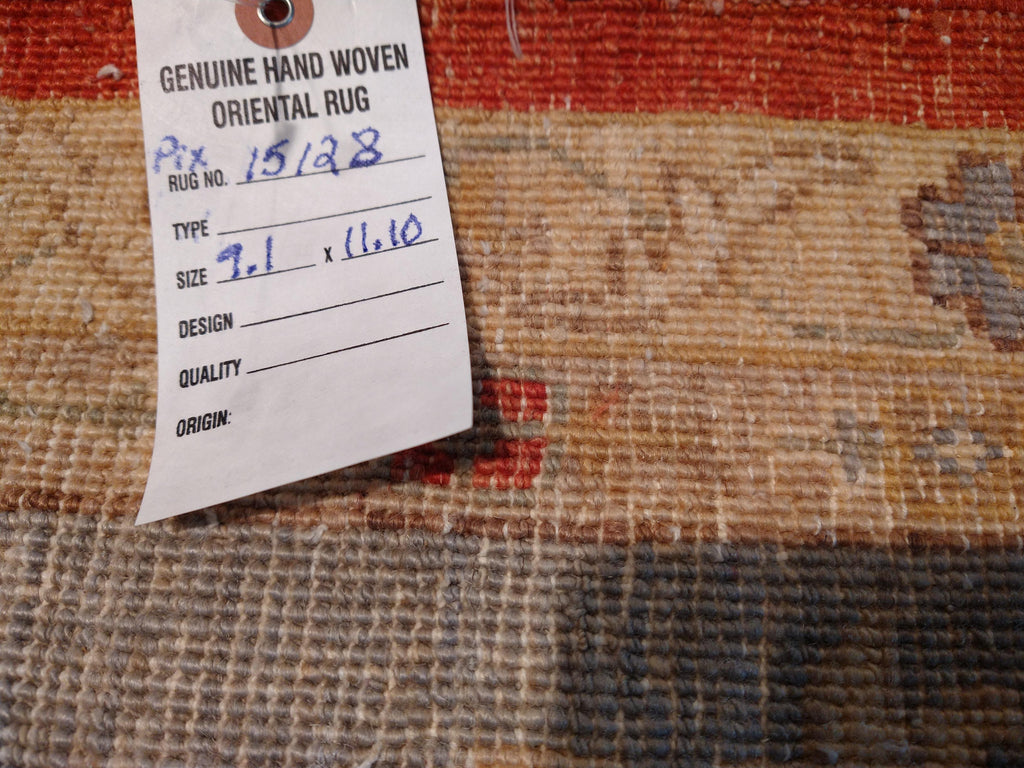 GENUINE HAND WOVEN
ORIENTAL RUG
Pix
RUG NO. 15128
TYPE
SIZE 9.1 x 11.10
DESIGN
QUALITY
ORIGIN: